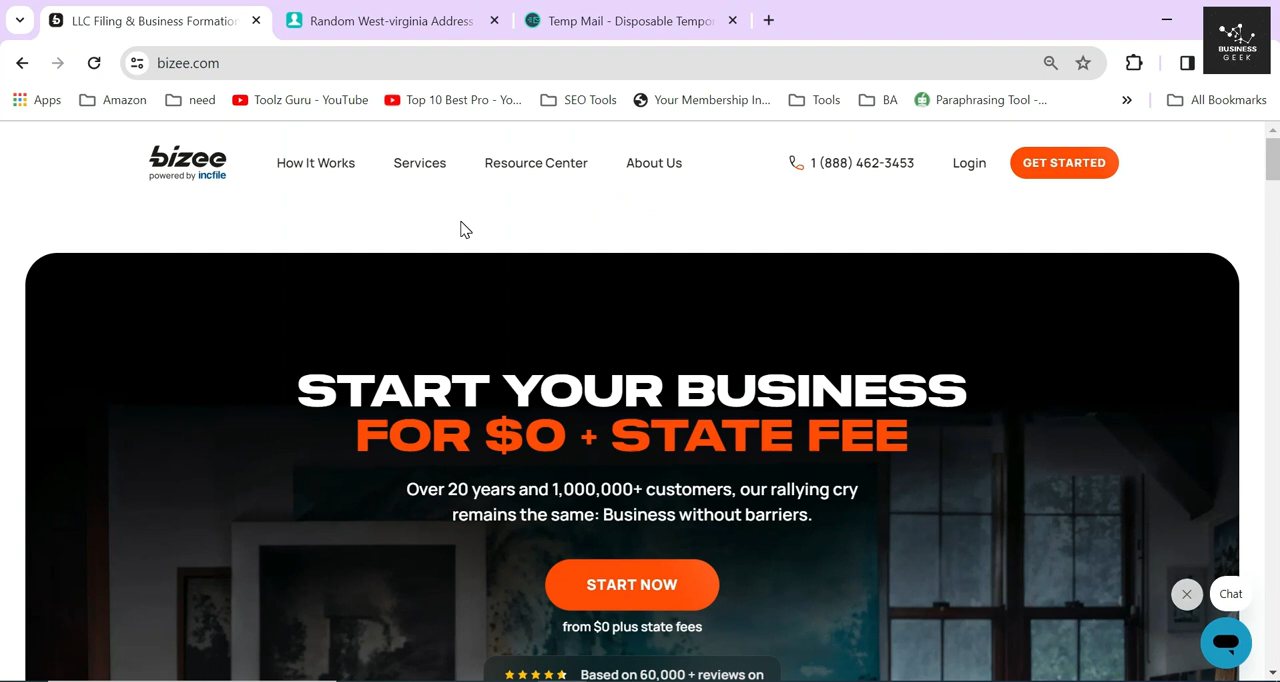 LLC Filing & Business Formation
Random West-virginia Address
Temp Mail - Disposable Tempo
BUSINESS
GEEK
bizee.com
Apps
Amazon
need
Toolz Guru - YouTube
Top 10 Best Pro - Yo...
SEO Tools
Your Membership In...
Tools
BA
Paraphrasing Tool -...
All Bookmarks
bizee
powered by incfile
How It Works
Services
Resource Center
About Us
1 (888) 462-3453
Login
GET STARTED
START YOUR BUSINESS
FOR $0 + STATE FEE
Over 20 years and 1,000,000+ customers, our rallying cry
remains the same: Business without barriers.
START NOW
from $0 plus state fees
Based on 60,000 + reviews on
Chat